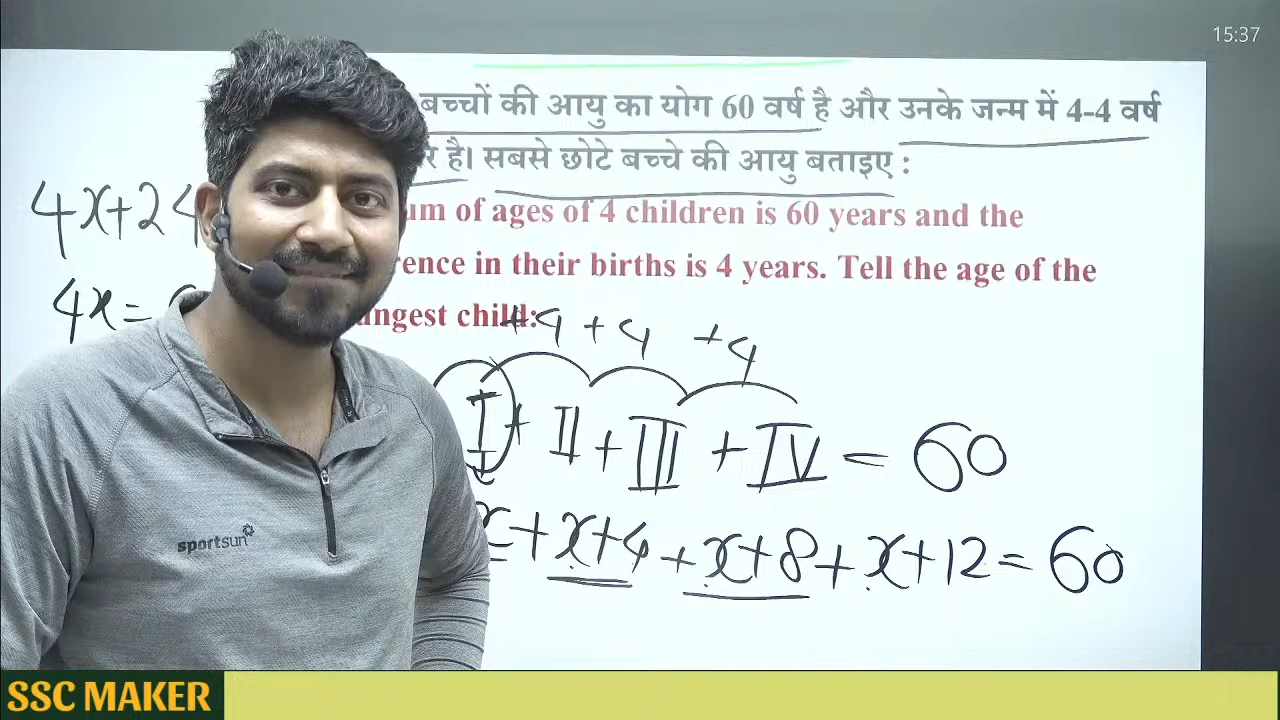 15:37
बच्चों की आयु का योग 60 वर्ष है और उनके जन्म में 4-4 वर्ष
है। सबसे छोटे बच्चे की आयु बताइए :
4x+24
um of ages of 4 children is 60 years and the
rence in their births is 4 years. Tell the age of the
4x=
ngest child:
+4 +4 +4
I + II + III + IV = 60
x+x+4+x+8+x+12=60
sportsun
SSC MAKER